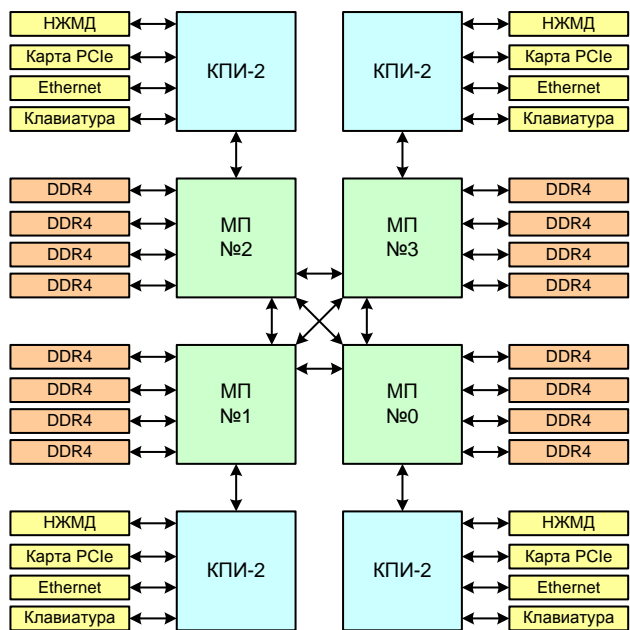 НЖМД
Карта PCIe
Ethernet
Клавиатура
КПИ-2
КПИ-2
НЖМД
Карта PCIe
Ethernet
Клавиатура
DDR4
DDR4
DDR4
DDR4
МП
№2
МП
№3
DDR4
DDR4
DDR4
DDR4
DDR4
DDR4
DDR4
DDR4
МП
№1
МП
№0
DDR4
DDR4
DDR4
DDR4
НЖМД
Карта PCIe
Ethernet
Клавиатура
КПИ-2
КПИ-2
НЖМД
Карта PCIe
Ethernet
Клавиатура